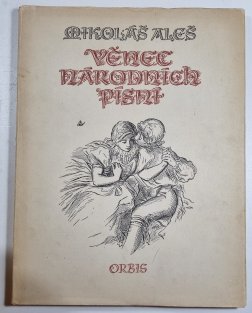 MIKOLÁŠ ALEŠ
VĚNEC
NÁRODNÍCH
PÍSNÍ
ORBIS